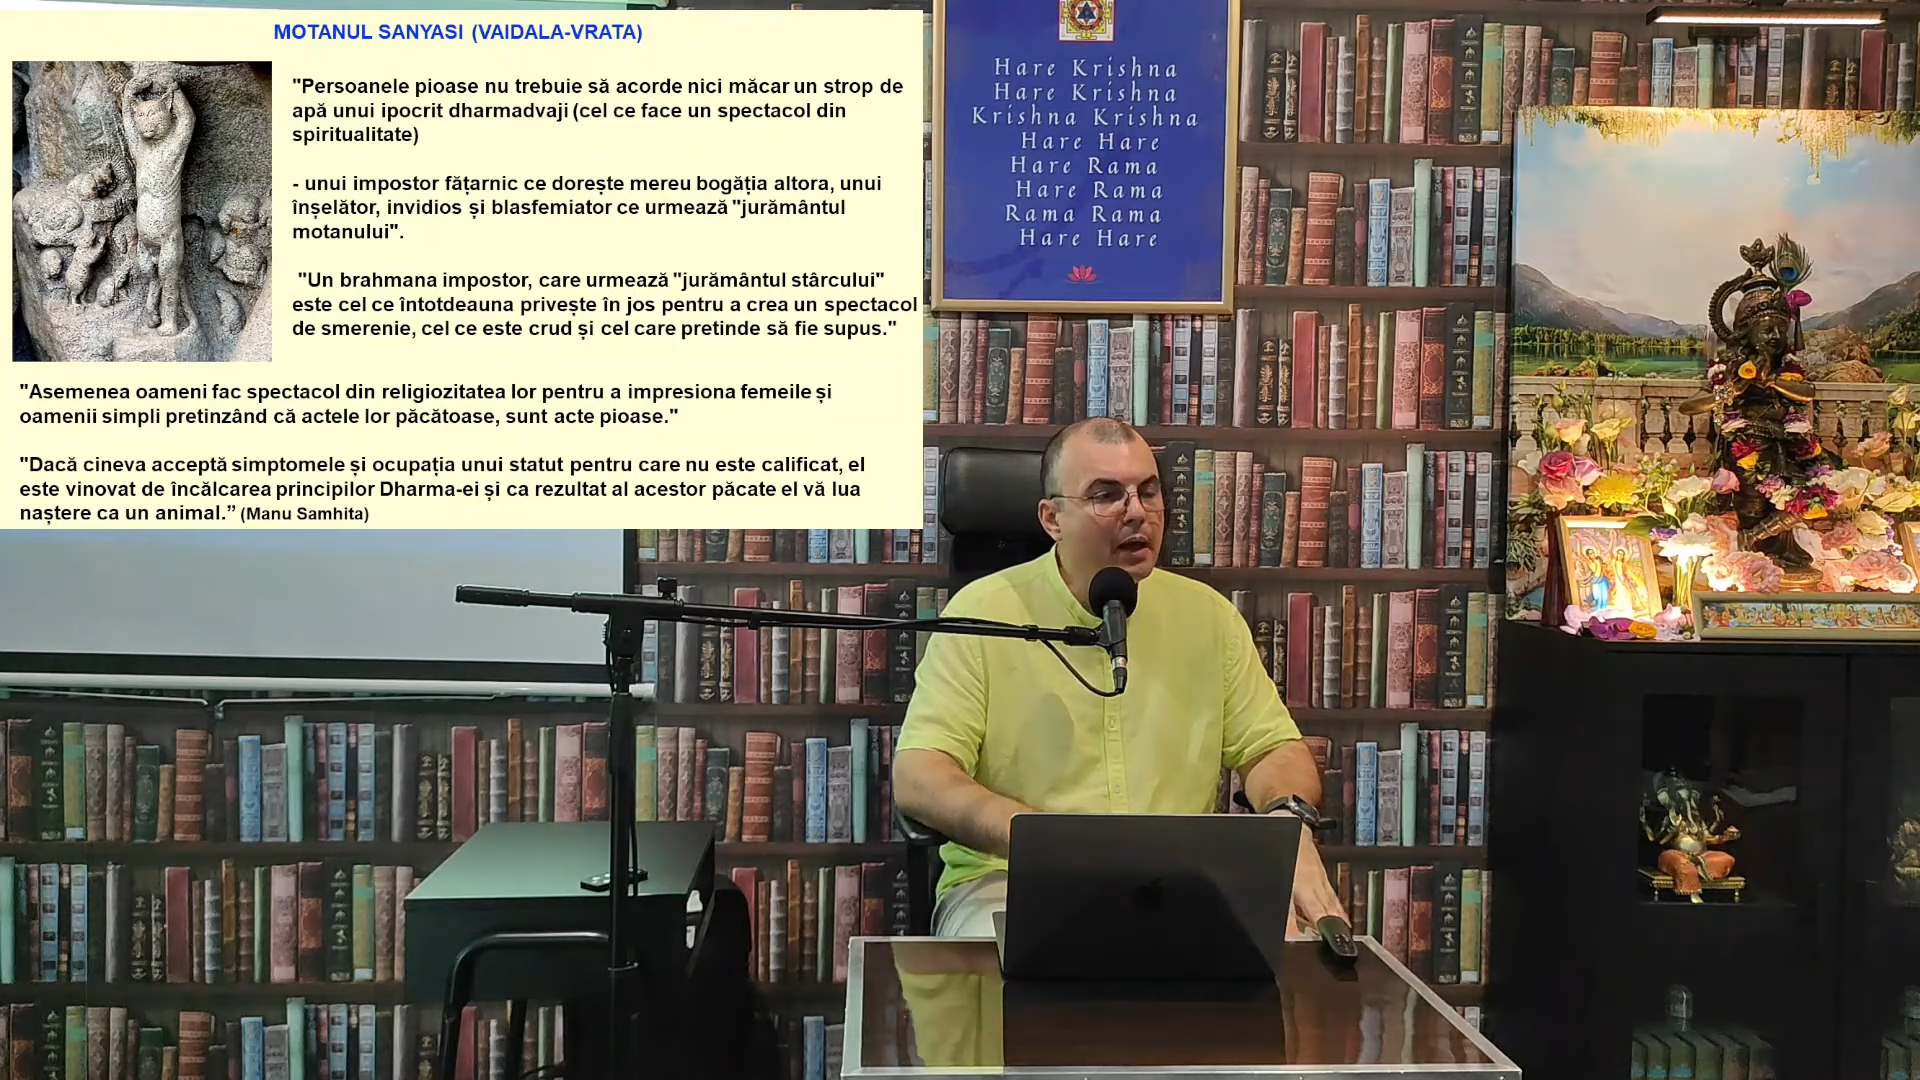 MOTANUL SANYASI (VAIDALA-VRATA)
"Persoanele pioase nu trebuie să acorde nici măcar un strop de
apă unui ipocrit dharmadvaji (cel ce face un spectacol din
spiritualitate)
- unui impostor fățarnic ce dorește mereu bogăția altora, unui
înșelător, invidios și blasfemiator ce urmează "jurământul
motanului".
"Un brahmana impostor, care urmează "jurământul stârcului"
este cel ce întotdeauna privește în jos pentru a crea un spectacol
de smerenie, cel ce este crud și cel care pretinde să fie supus."
"Asemenea oameni fac spectacol din religiozitatea lor pentru a impresiona femeile și
oamenii simpli pretinzând că actele lor păcătoase, sunt acte pioase."
"Dacă cineva acceptă simptomele și ocupația unui statut pentru care nu este calificat, el
este vinovat de încălcarea principilor Dharma-ei și ca rezultat al acestor păcate el vă lua
naștere ca un animal.” (Manu Samhita)
Hare Krishna
Hare Krishna
Krishna Krishna
Hare Hare
Hare Rama
Hare Rama
Rama Rama
Hare Hare